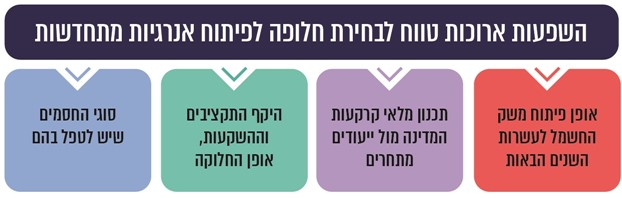 השפעות ארוכות טווח לבחירת חלופה לפיתוח אנרגיות מתחדשות
אופן פיתוח משק
החשמל לעשרות
השנים הבאות
תכנון מלאי קרקעות
המדינה מול ייעודים
מתחרים
היקף התקציבים
וההשקעות,
אופן החלוקה
סוגי החסמים
שיש לטפל בהם